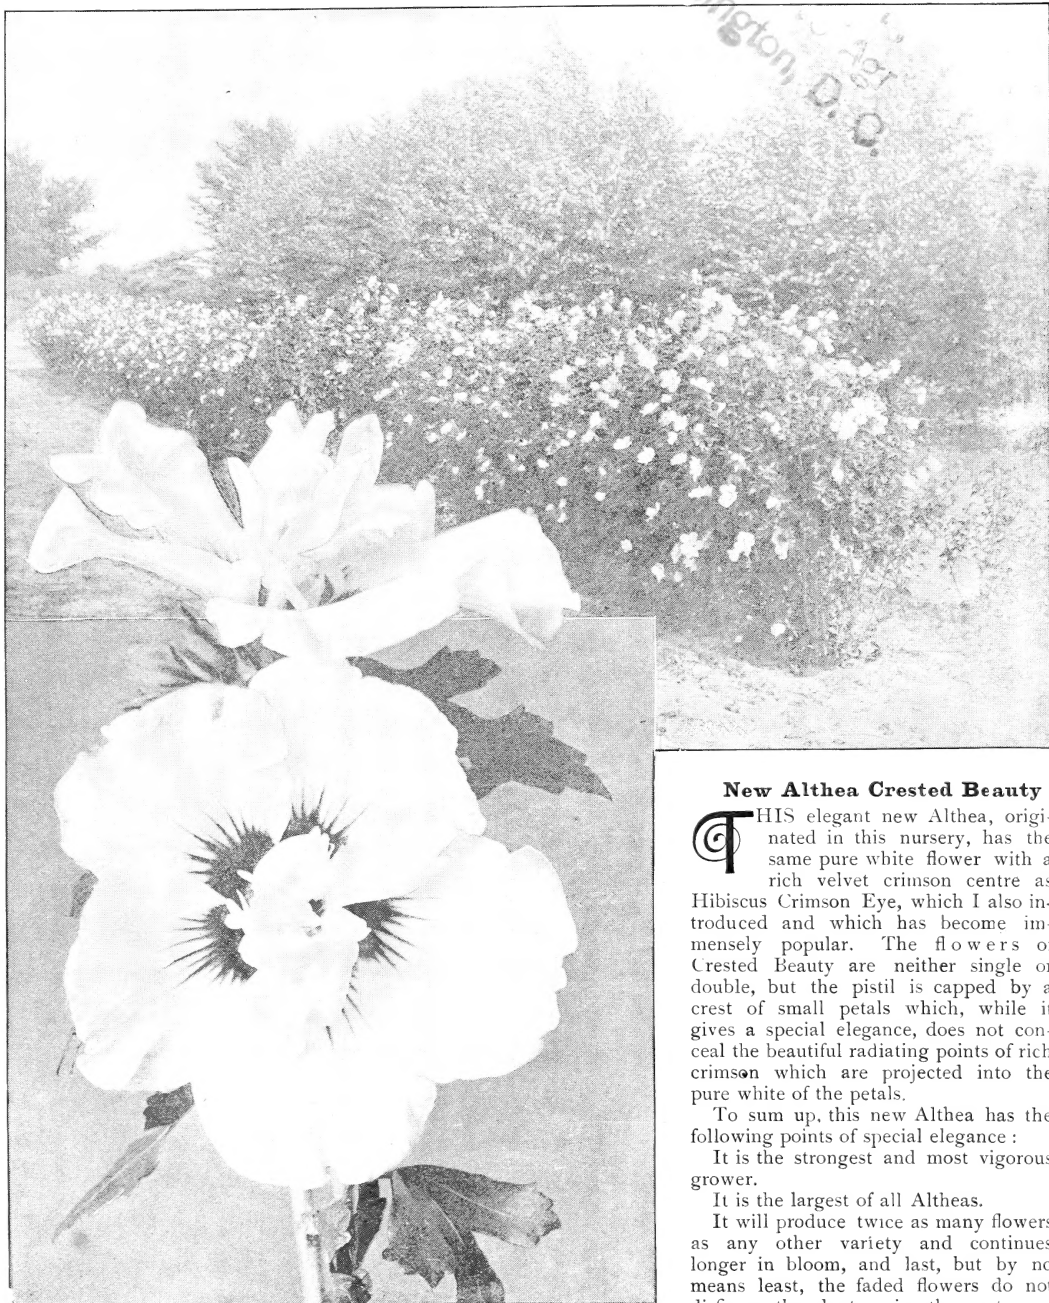 ngton, D. C.
New Althea Crested Beauty
THIS elegant new Althea, origi-
nated in this nursery, has the
same pure white flower with a
rich velvet crimson centre as
Hibiscus Crimson Eye, which I also in-
troduced and which has become im-
mensely popular. The flowers of
Crested Beauty are neither single or
double, but the pistil is capped by a
crest of small petals which, while it
gives a special elegance, does not con-
ceal the beautiful radiating points of rich
crimson which are projected into the
pure white of the petals.
To sum up, this new Althea has the
following points of special elegance :
It is the strongest and most vigorous
grower.
It is the largest of all Altheas.
It will produce twice as many flowers
as any other variety and continues
longer in bloom, and last, but by no
means least, the faded flowers do not